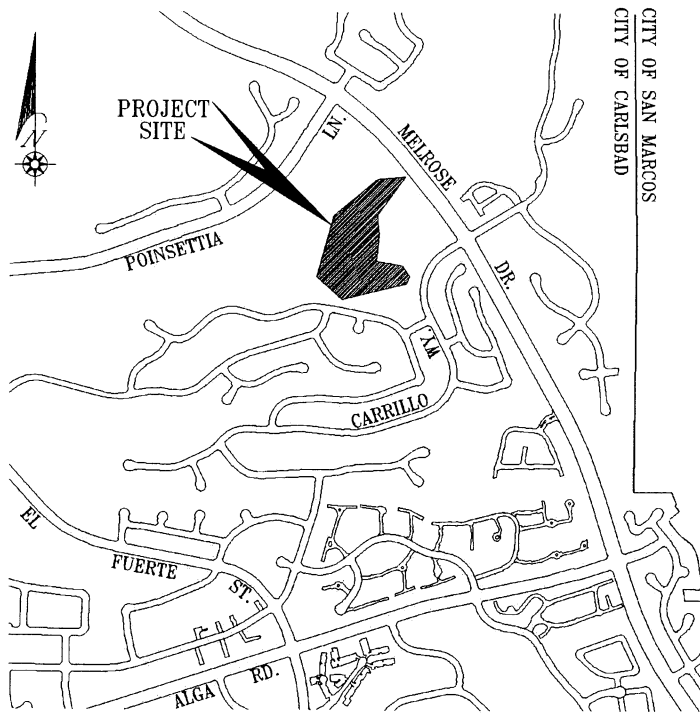 CITY OF SAN MARCOS
CITY OF CARLSBAD
N
PROJECT
SITE
LN.
MELROSE
POINSETTIA
DR.
WY.
CARRILLO
EL
FUERTE
ST.
ALGA
RD.